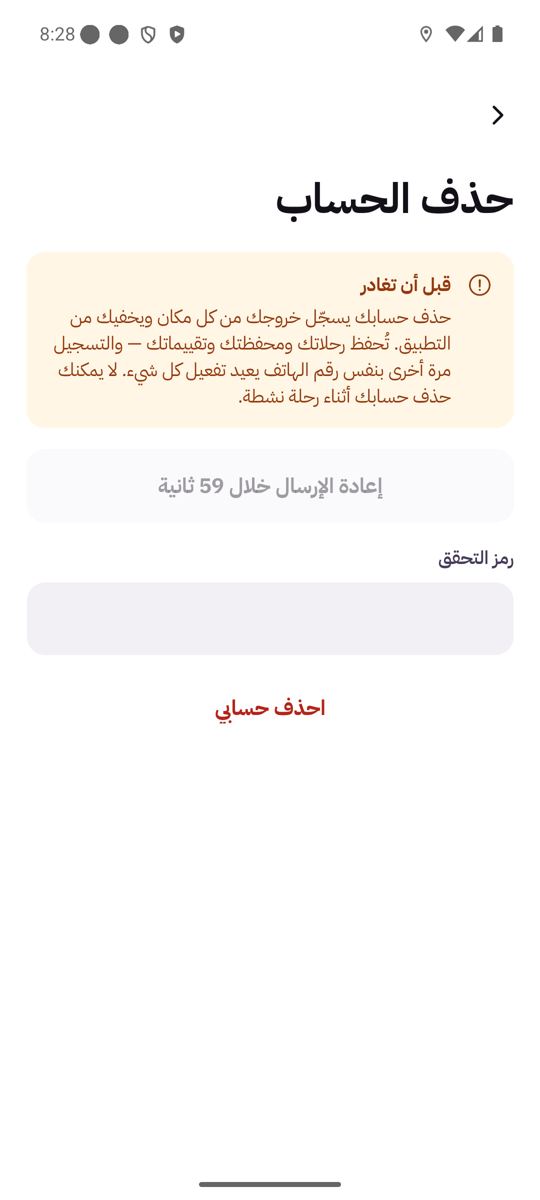 8:28
حذف الحساب
قبل أن تغادر
حذف حسابك يسجّل خروجك من كل مكان ويخفيك من
التطبيق. تُحفظ رحلاتك ومحفظتك وتقييماتك — والتسجيل
مرة أخرى بنفس رقم الهاتف يعيد تفعيل كل شيء. لا يمكنك
حذف حسابك أثناء رحلة نشطة.
إعادة الإرسال خلال 59 ثانية
رمز التحقق
احذف حسابي